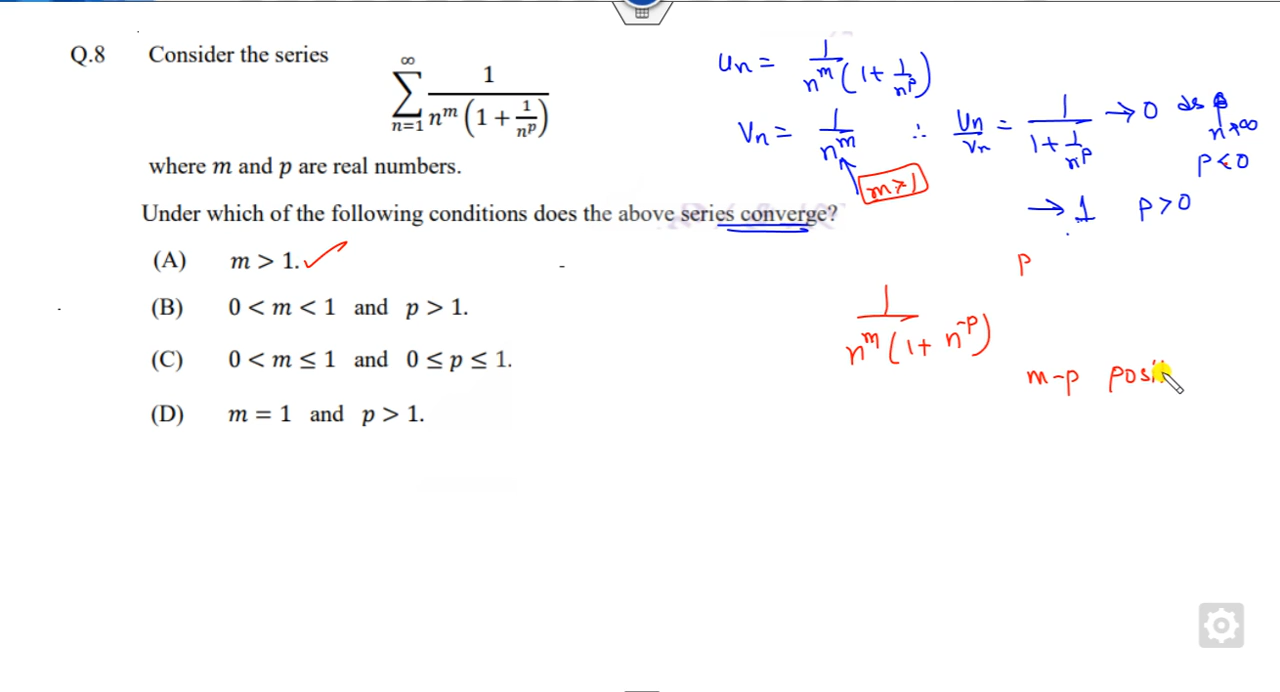 Q.8 Consider the series
∞
∑ 1 / n^m (1 + 1/n^p)
n=1
where m and p are real numbers.
Under which of the following conditions does the above series converge?
(A) m > 1. ✓
(B) 0 < m < 1 and p > 1.
(C) 0 < m ≤ 1 and 0 ≤ p ≤ 1.
(D) m = 1 and p > 1.
Un = 1 / n^m (1 + 1/n^p)
Vn = 1 / n^m ∴ Un/Vn = 1 / (1 + 1/n^p) → 0 as
n→∞
p<0
m>1
→ 1 p>0
p
1 / n^m (1 + n^-p)
m-p posi